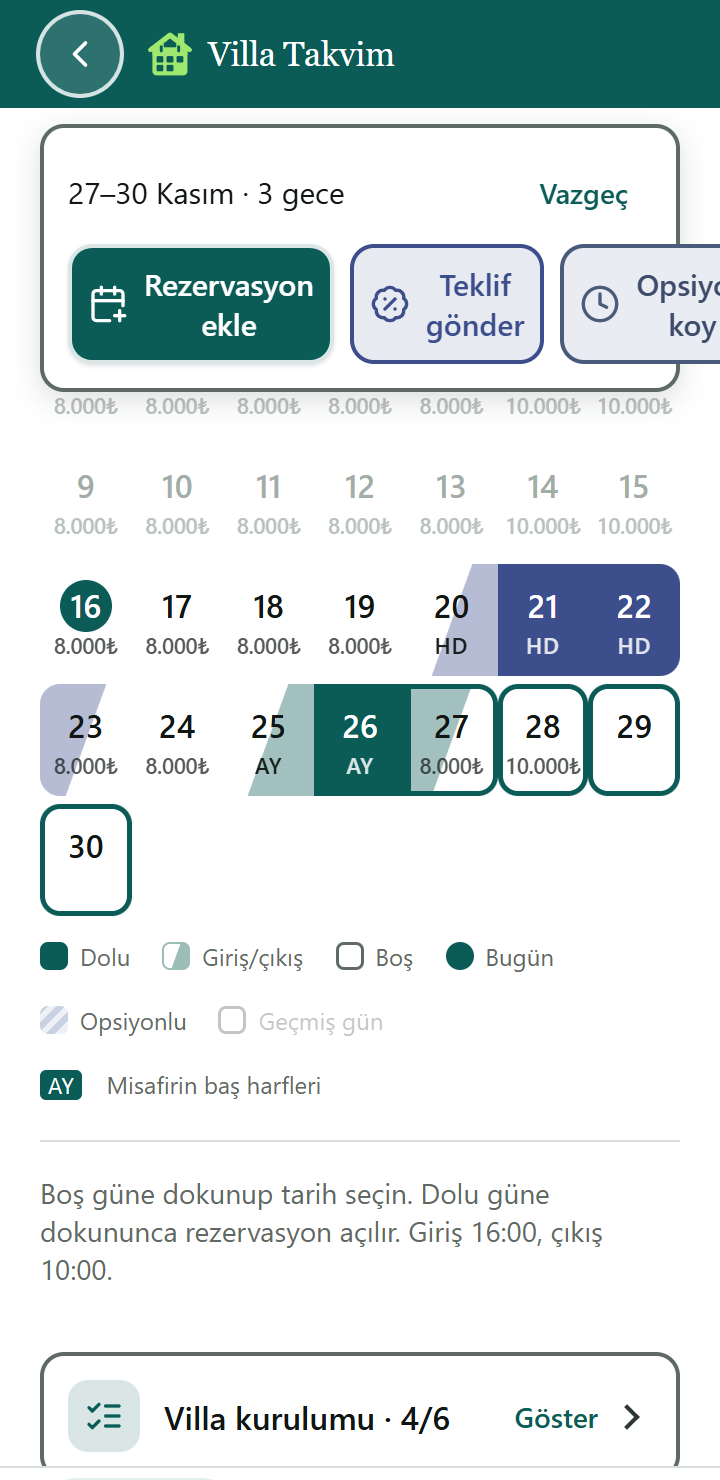 Villa Takvim
27–30 Kasım · 3 gece
Vazgeç
Rezervasyon
ekle
Teklif
gönder
koy
8.000₺ 8.000₺ 8.000₺ 8.000₺ 8.000₺ 10.000₺ 10.000₺
9 10 11 12 13 14 15
8.000₺ 8.000₺ 8.000₺ 8.000₺ 8.000₺ 10.000₺ 10.000₺
16 17 18 19 20 21 22
8.000₺ 8.000₺ 8.000₺ 8.000₺ HD HD HD
23 24 25 26 27 28 29
8.000₺ 8.000₺ AY AY 8.000₺ 10.000₺
30
Dolu Giriş/çıkış Boş Bugün
Opsiyonlu Geçmiş gün
AY Misafirin baş harfleri
Boş güne dokunup tarih seçin. Dolu güne
dokununca rezervasyon açılır. Giriş 16:00, çıkış
10:00.
Villa kurulumu · 4/6 Göster